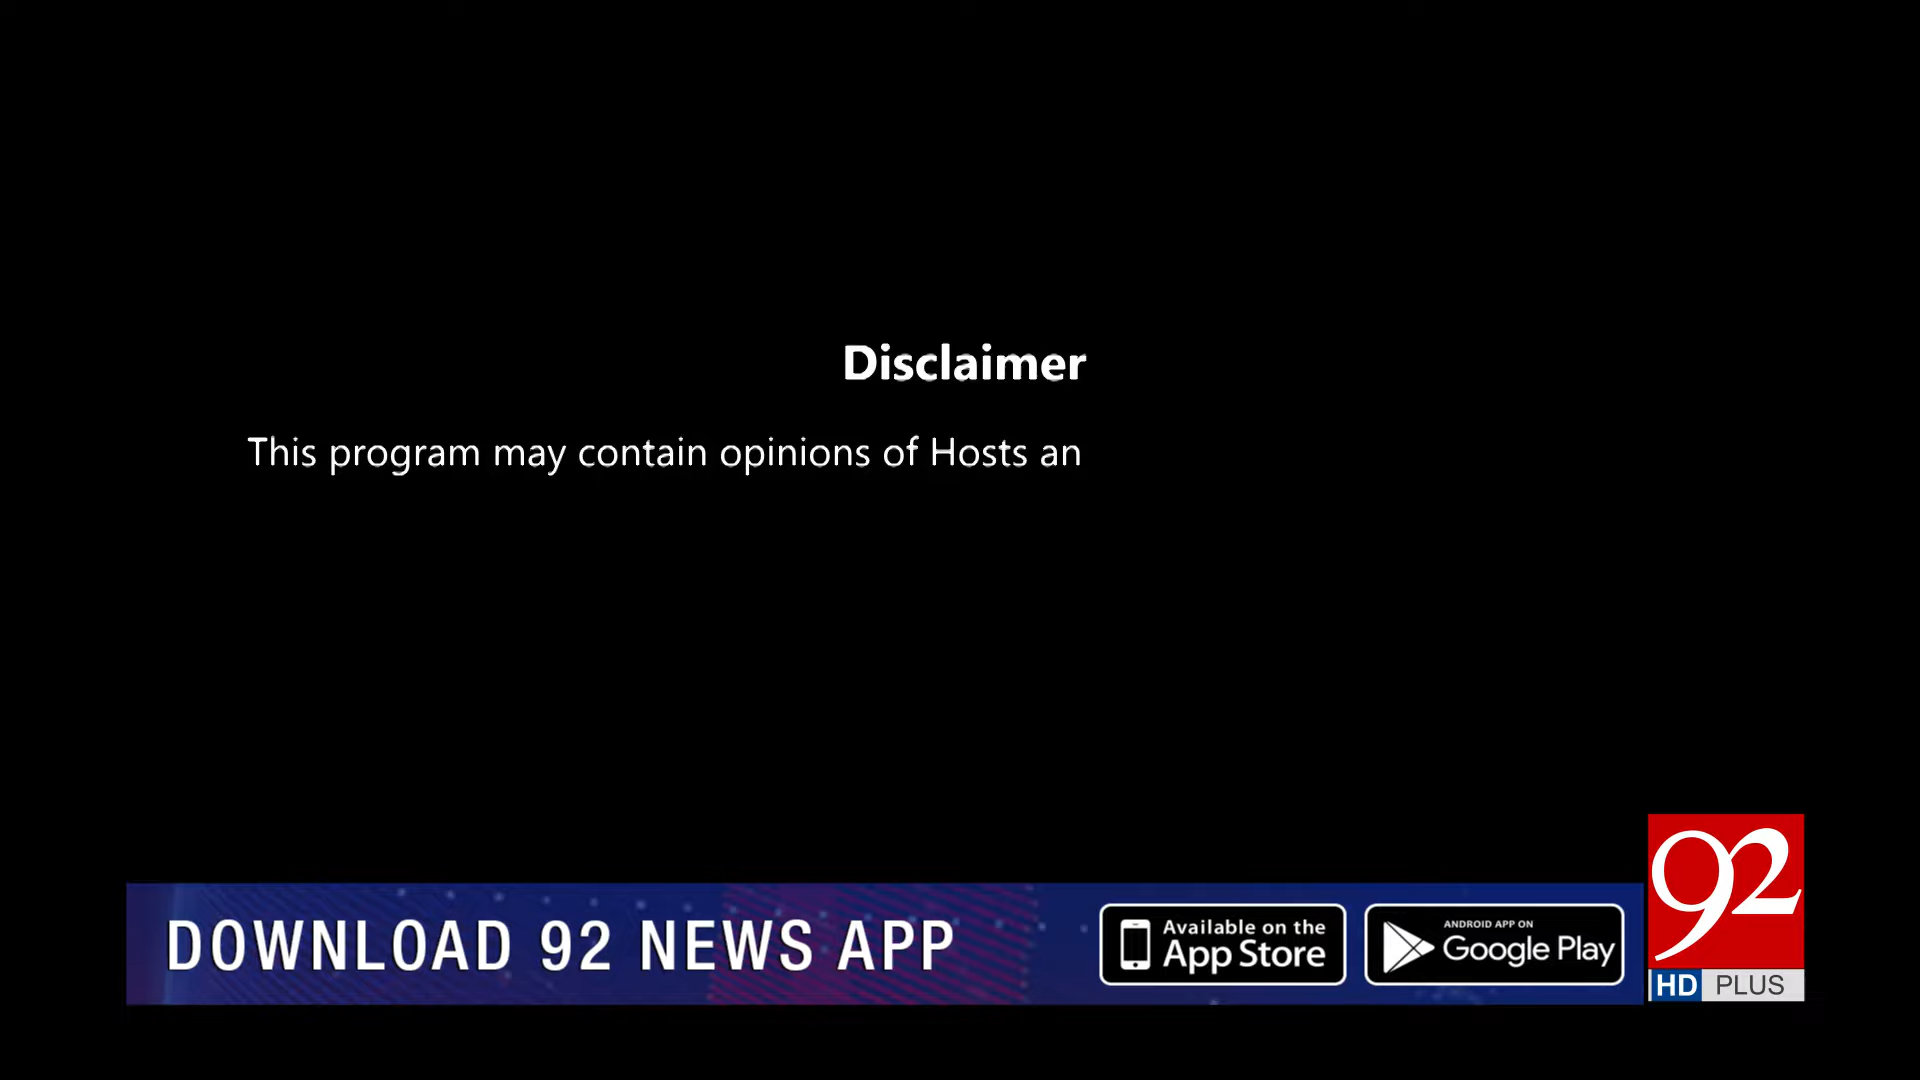 Disclaimer
This program may contain opinions of Hosts an
DOWNLOAD 92 NEWS APP
Available on the
App Store
ANDROID APP ON
Google Play
92
HD PLUS